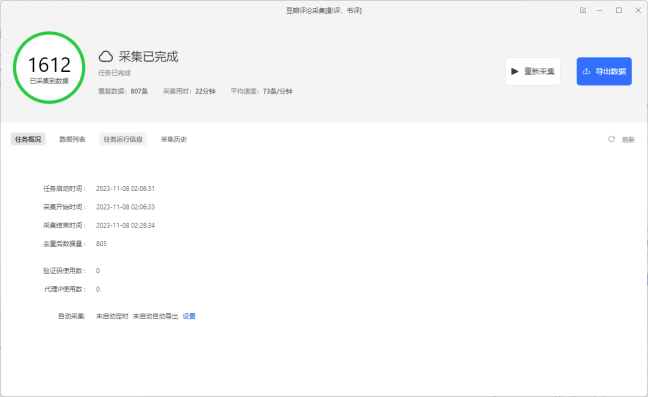 豆瓣评论采集[影评、书评]
1612
已采集到数据
采集已完成
任务已完成
重复数据：807条 采集用时：22分钟 平均速度：73条/分钟
重新采集
导出数据
任务概况 数据列表 任务运行信息 采集历史 刷新
任务启动时间： 2023-11-08 02:06:31
采集开始时间： 2023-11-08 02:06:33
采集结束时间： 2023-11-08 02:28:34
去重后数据量： 805
验证码使用数： 0
代理IP使用数： 0
自动采集: 未启动定时 未启动自动导出 设置